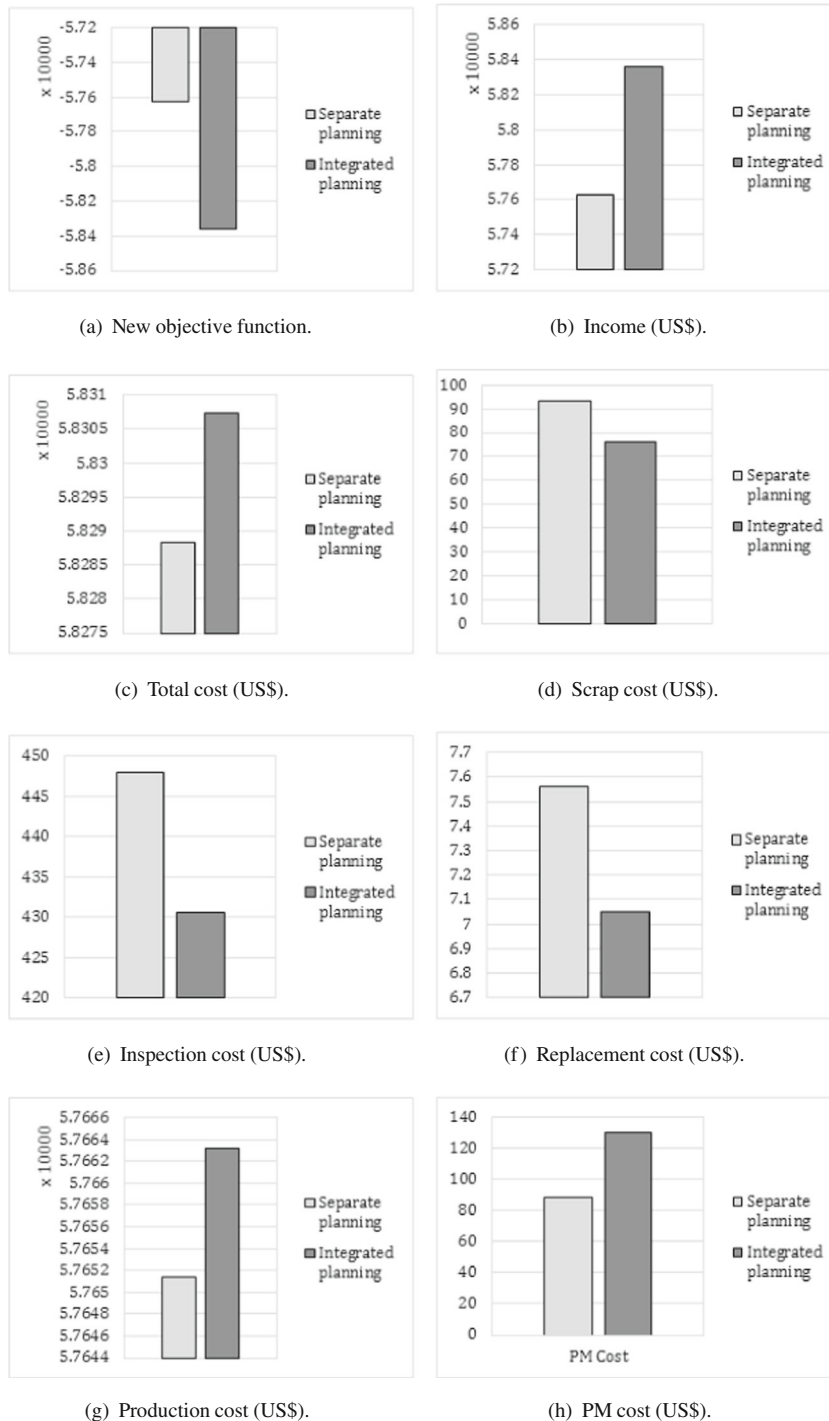 -5.72
-5.74
-5.76
-5.78
-5.8
-5.82
-5.84
-5.86
x 10000
Separate
planning
Integrated
planning
(a) New objective function.
5.86
5.84
5.82
5.8
5.78
5.76
5.74
5.72
x 10000
Separate
planning
Integrated
planning
(b) Income (US$).
5.831
5.8305
5.83
5.8295
5.829
5.8285
5.828
5.8275
x 10000
Separate
planning
Integrated
planning
(c) Total cost (US$).
100
90
80
70
60
50
40
30
20
10
0
Separate
planning
Integrated
planning
(d) Scrap cost (US$).
450
445
440
435
430
425
420
Separate
planning
Integrated
planning
(e) Inspection cost (US$).
7.7
7.6
7.5
7.4
7.3
7.2
7.1
7
6.9
6.8
6.7
Separate
planning
Integrated
planning
(f) Replacement cost (US$).
5.7666
5.7664
5.7662
5.766
5.7658
5.7656
5.7654
5.7652
5.765
5.7648
5.7646
5.7644
x 10000
Separate
planning
Integrated
planning
(g) Production cost (US$).
140
120
100
80
60
40
20
0
PM Cost
Separate
planning
Integrated
planning
(h) PM cost (US$).